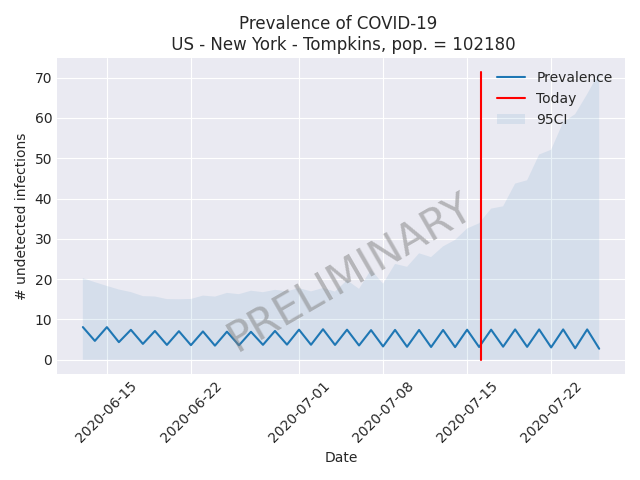 Prevalence of COVID-19
US - New York - Tompkins, pop. = 102180
# undetected infections
70
60
50
40
30
20
10
0
Prevalence
Today
95CI
PRELIMINARY
2020-06-15
2020-06-22
2020-07-01
2020-07-08
2020-07-15
2020-07-22
Date